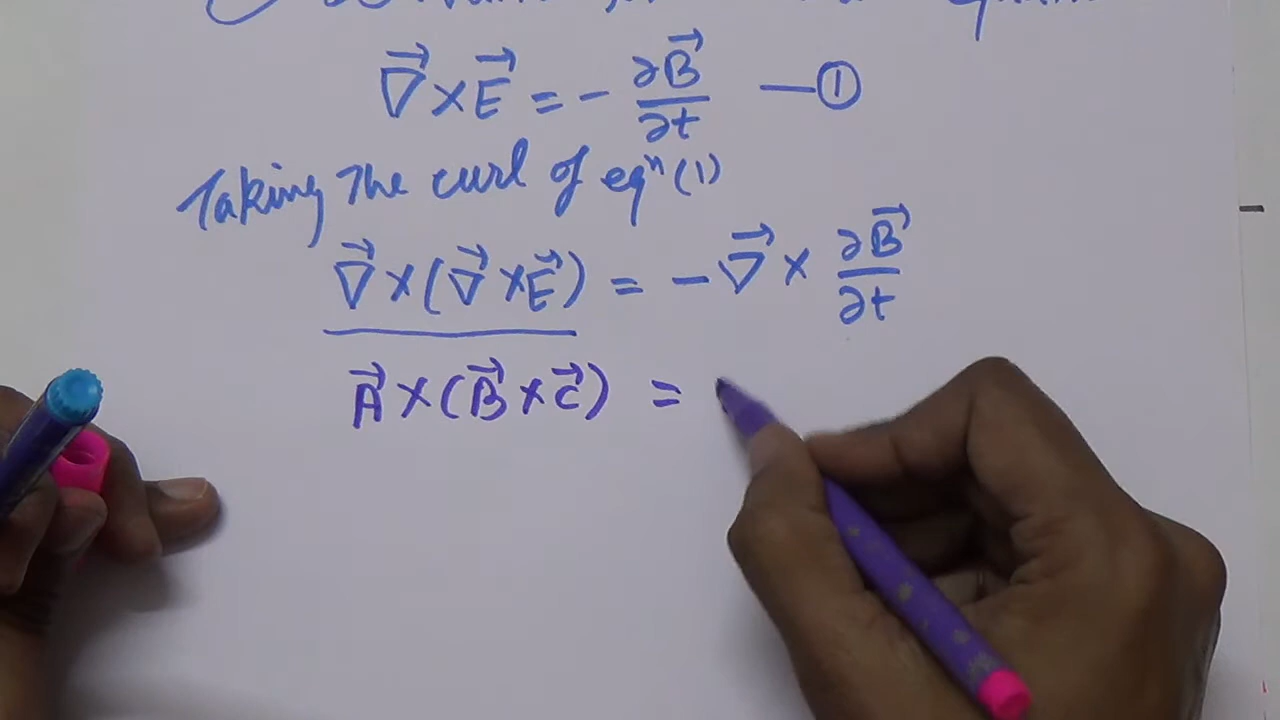 ∇⃗ × E⃗ = - ∂B⃗/∂t — ①
Taking the curl of eqⁿ (1)
∇⃗ × (∇⃗ × E⃗) = - ∇⃗ × ∂B⃗/∂t
A⃗ × (B⃗ × C⃗) =